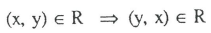 (x, y) ∈ R ⇒ (y, x) ∈ R